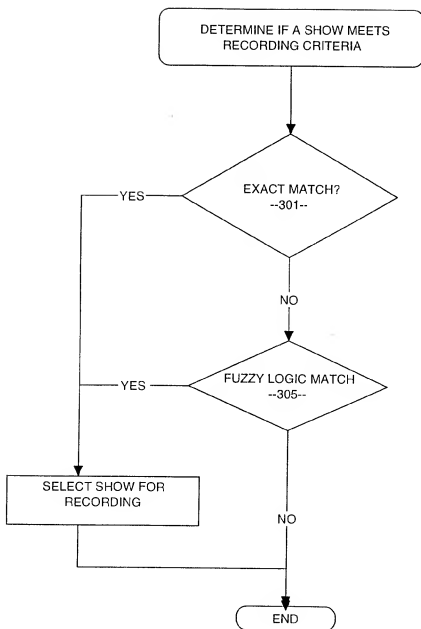 DETERMINE IF A SHOW MEETS
RECORDING CRITERIA
EXACT MATCH?
--301--
YES
NO
FUZZY LOGIC MATCH
--305--
YES
SELECT SHOW FOR
RECORDING
NO
END